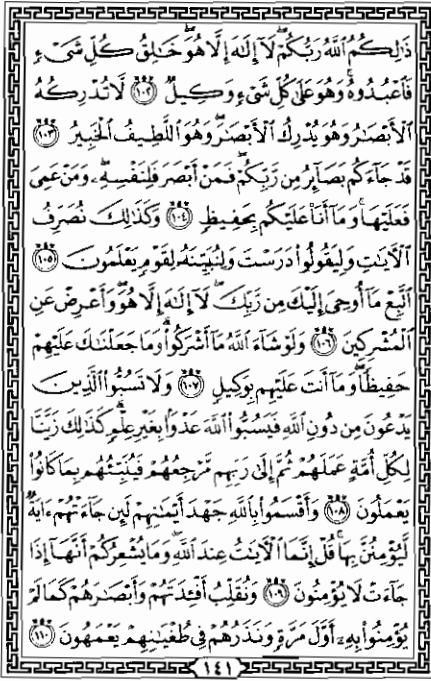 ذَٰلِكُمُ ٱللَّهُ رَبُّكُمْ ۖ لَآ إِلَٰهَ إِلَّا هُوَ ۖ خَٰلِقُ كُلِّ شَىْءٍ
فَٱعْبُدُوهُ ۚ وَهُوَ عَلَىٰ كُلِّ شَىْءٍ وَكِيلٌ ١٠٢ لَّا تُدْرِكُهُ
ٱلْأَبْصَٰرُ وَهُوَ يُدْرِكُ ٱلْأَبْصَٰرَ ۖ وَهُوَ ٱللَّطِيفُ ٱلْخَبِيرُ ١٠٣
قَدْ جَآءَكُم بَصَآئِرُ مِن رَّبِّكُمْ ۖ فَمَنْ أَبْصَرَ فَلِنَفْسِهِۦ ۖ وَمَنْ عَمِىَ
فَعَلَيْهَا ۚ وَمَآ أَنَا۠ عَلَيْكُم بِحَفِيظٍ ١٠٤ وَكَذَٰلِكَ نُصَرِّفُ
ٱلْءَايَٰتِ وَلِيَقُولُوا۟ دَرَسْتَ وَلِنُبَيِّنَهُۥ لِقَوْمٍ يَعْلَمُونَ ١٠٥
ٱتَّبِعْ مَآ أُوحِىَ إِلَيْكَ مِن رَّبِّكَ ۖ لَآ إِلَٰهَ إِلَّا هُوَ ۖ وَأَعْرِضْ عَنِ
ٱلْمُشْرِكِينَ ١٠٦ وَلَوْ شَآءَ ٱللَّهُ مَآ أَشْرَكُوا۟ ۗ وَمَا جَعَلْنَٰكَ عَلَيْهِمْ
حَفِيظًا ۖ وَمَآ أَنتَ عَلَيْهِم بِوَكِيلٍ ١٠٧ وَلَا تَسُبُّوا۟ ٱلَّذِينَ
يَدْعُونَ مِن دُونِ ٱللَّهِ فَيَسُبُّوا۟ ٱللَّهَ عَدْوًۢا بِغَيْرِ عِلْمٍ ۗ كَذَٰلِكَ زَيَّنَّا
لِكُلِّ أُمَّةٍ عَمَلَهُمْ ثُمَّ إِلَىٰ رَبِّهِم مَّرْجِعُهُمْ فَيُنَبِّئُهُم بِمَا كَانُوا۟
يَعْمَلُونَ ١٠٨ وَأَقْسَمُوا۟ بِٱللَّهِ جَهْدَ أَيْمَٰنِهِمْ لَئِن جَآءَتْهُمْ ءَايَةٌ
لَّيُؤْمِنُنَّ بِهَا ۚ قُلْ إِنَّمَا ٱلْءَايَٰتُ عِندَ ٱللَّهِ ۖ وَمَا يُشْعِرُكُمْ أَنَّهَآ إِذَا
جَآءَتْ لَا يُؤْمِنُونَ ١٠٩ وَنُقَلِّبُ أَفْـِٔدَتَهُمْ وَأَبْصَٰرَهُمْ كَمَا لَمْ
يُؤْمِنُوا۟ بِهِۦٓ أَوَّلَ مَرَّةٍ وَنَذَرُهُمْ فِى طُغْيَٰنِهِمْ يَعْمَهُونَ ١١٠
١٤١